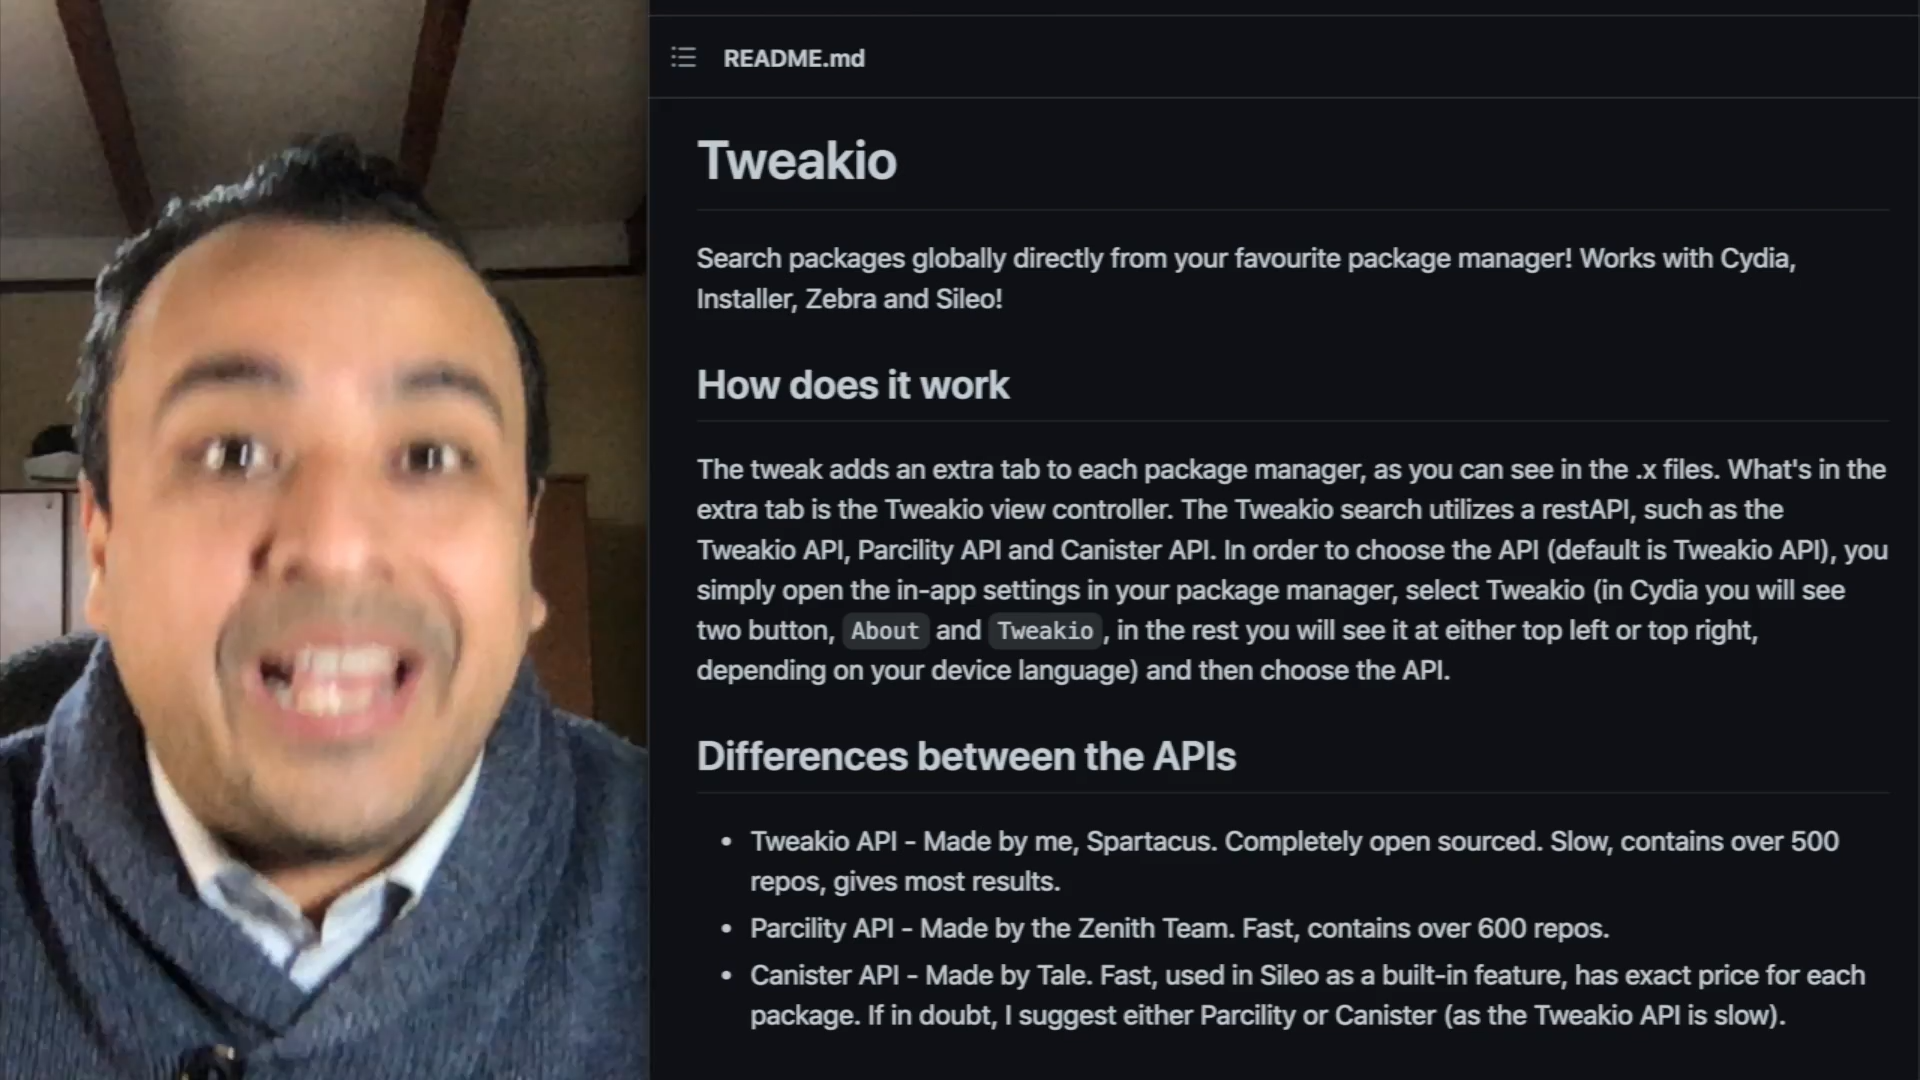 README.md
Tweakio
Search packages globally directly from your favourite package manager! Works with Cydia,
Installer, Zebra and Sileo!
How does it work
The tweak adds an extra tab to each package manager, as you can see in the .x files. What's in the
extra tab is the Tweakio view controller. The Tweakio search utilizes a restAPI, such as the
Tweakio API, Parcility API and Canister API. In order to choose the API (default is Tweakio API), you
simply open the in-app settings in your package manager, select Tweakio (in Cydia you will see
two button, About and Tweakio, in the rest you will see it at either top left or top right,
depending on your device language) and then choose the API.
Differences between the APIs
• Tweakio API - Made by me, Spartacus. Completely open sourced. Slow, contains over 500
repos, gives most results.
• Parcility API - Made by the Zenith Team. Fast, contains over 600 repos.
• Canister API - Made by Tale. Fast, used in Sileo as a built-in feature, has exact price for each
package. If in doubt, I suggest either Parcility or Canister (as the Tweakio API is slow).